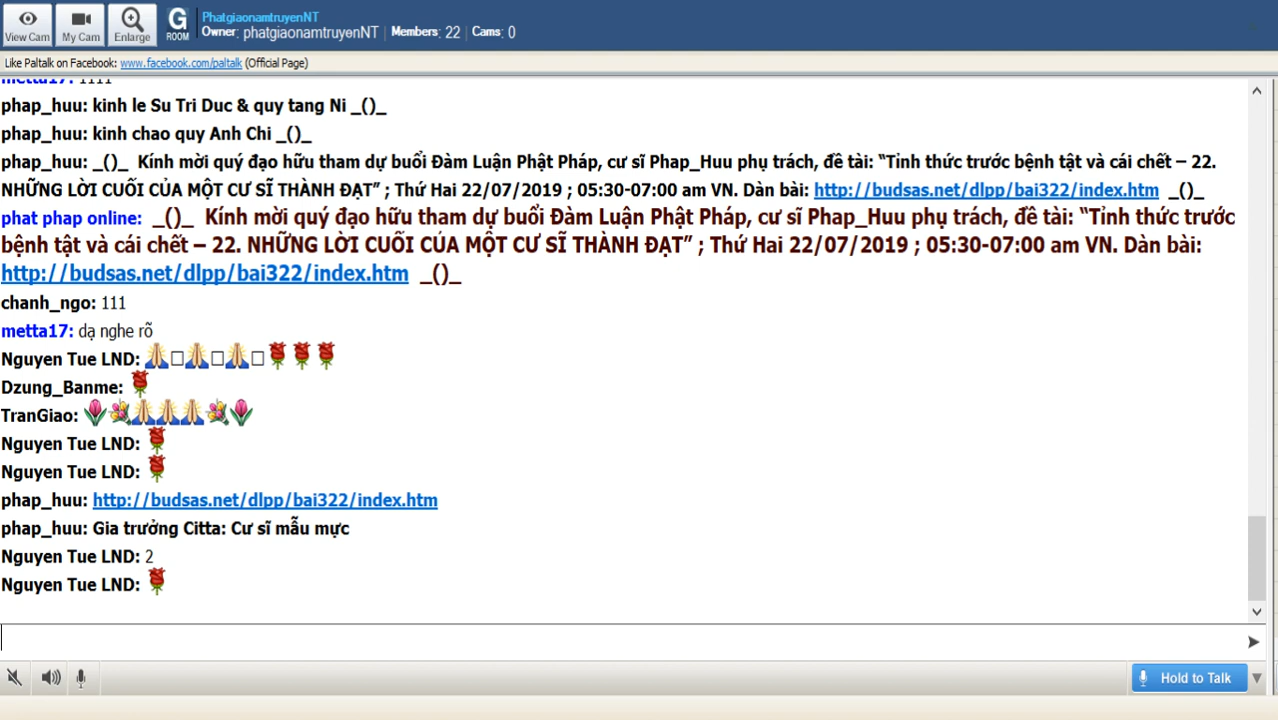 View Cam
My Cam
Enlarge
G
ROOM
PhatgiaonamtruyenNT
Owner: phatgiaonamtruyenNT | Members: 22 | Cams: 0
Like Paltalk on Facebook: www.facebook.com/paltalk (Official Page)
metta17: 1111
phap_huu: kinh le Su Tri Duc & quy tang Ni _()_
phap_huu: kinh chao quy Anh Chi _()_
phap_huu: _()_ Kính mời quý đạo hữu tham dự buổi Đàm Luận Phật Pháp, cư sĩ Phap_Huu phụ trách, đề tài: “Tỉnh thức trước bệnh tật và cái chết – 22.
NHỮNG LỜI CUỐI CỦA MỘT CƯ SĨ THÀNH ĐẠT” ; Thứ Hai 22/07/2019 ; 05:30-07:00 am VN. Dàn bài: http://budsas.net/dlpp/bai322/index.htm _()_
phat phap online: _()_ Kính mời quý đạo hữu tham dự buổi Đàm Luận Phật Pháp, cư sĩ Phap_Huu phụ trách, đề tài: “Tỉnh thức trước
bệnh tật và cái chết – 22. NHỮNG LỜI CUỐI CỦA MỘT CƯ SĨ THÀNH ĐẠT” ; Thứ Hai 22/07/2019 ; 05:30-07:00 am VN. Dàn bài:
http://budsas.net/dlpp/bai322/index.htm _()_
chanh_ngo: 111
metta17: dạ nghe rõ
Nguyen Tue LND: 🙏□🙏□🙏□🌹🌹🌹
Dzung_Banme: 🌹
TranGiao: 🌷💐🙏🙏🙏💐🌷
Nguyen Tue LND: 🌹
Nguyen Tue LND: 🌹
phap_huu: http://budsas.net/dlpp/bai322/index.htm
phap_huu: Gia trưởng Citta: Cư sĩ mẫu mực
Nguyen Tue LND: 2
Nguyen Tue LND: 🌹
Hold to Talk